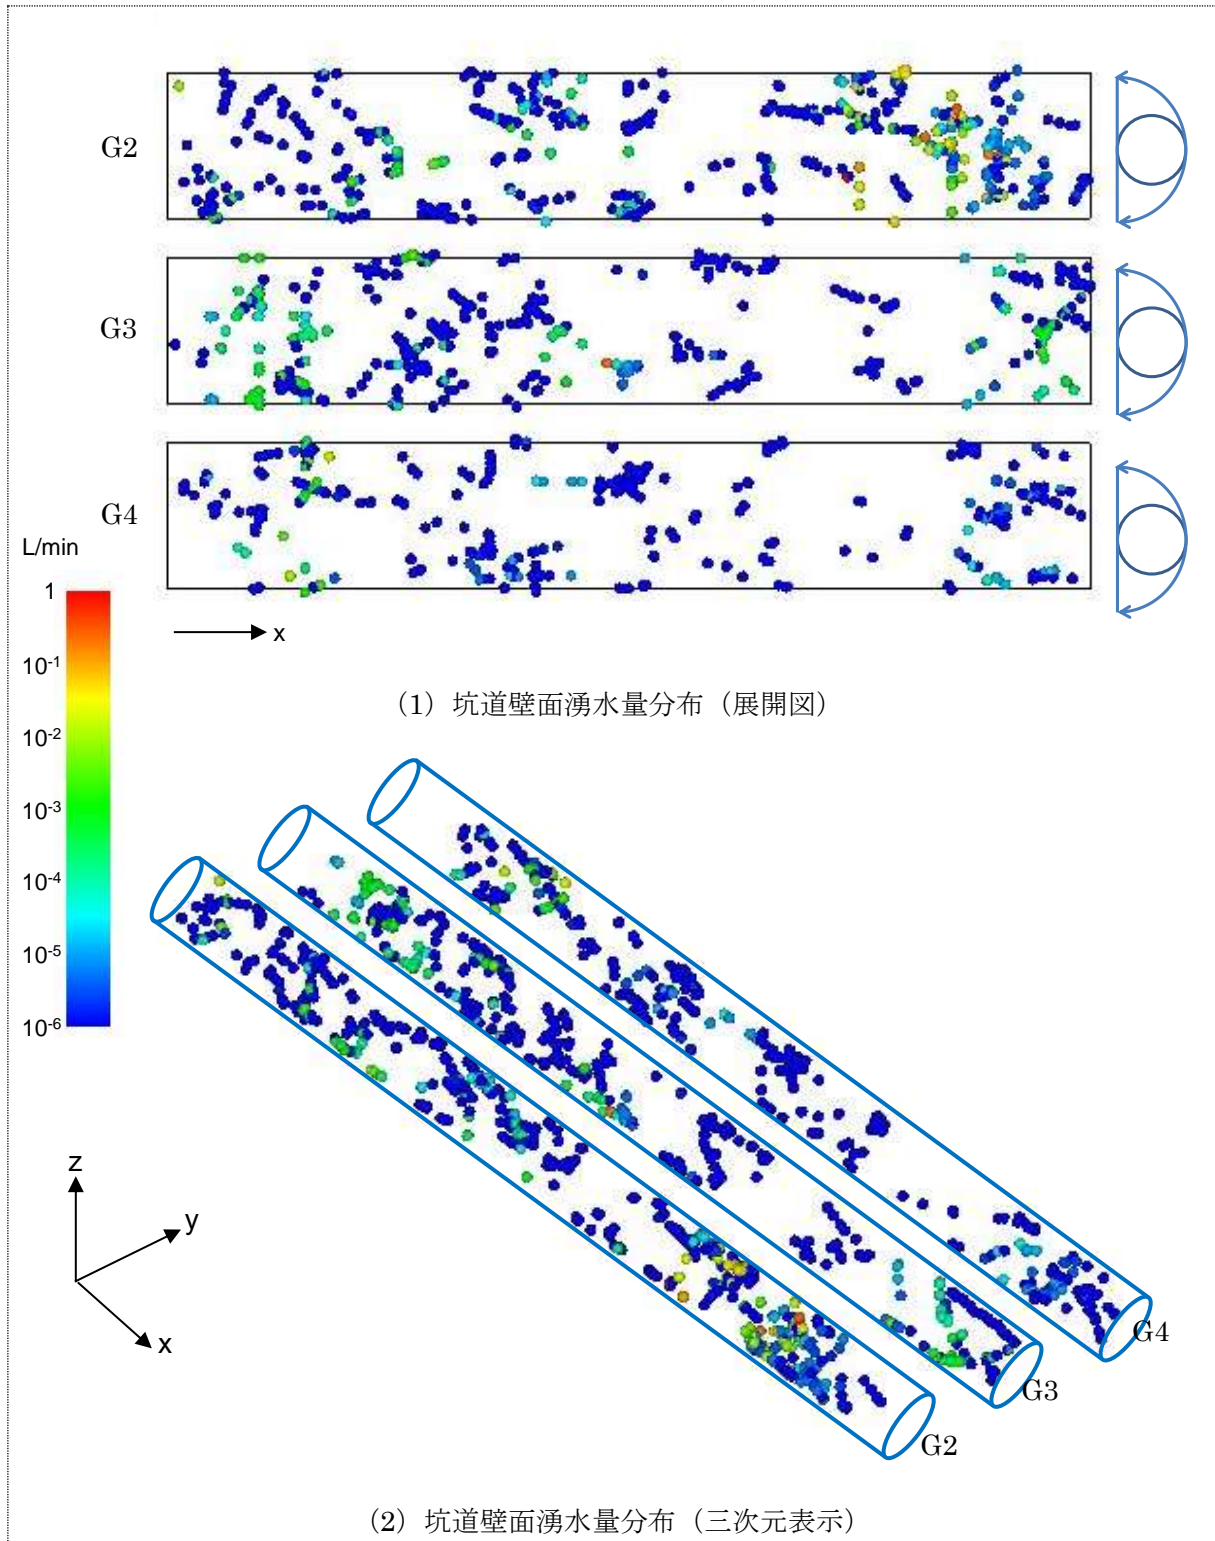 G2
G3
G4
L/min
1
10-1
10-2
10-3
10-4
10-5
10-6
x
(1) 坑道壁面湧水量分布（展開図）
z
y
x
G4
G3
G2
(2) 坑道壁面湧水量分布（三次元表示）